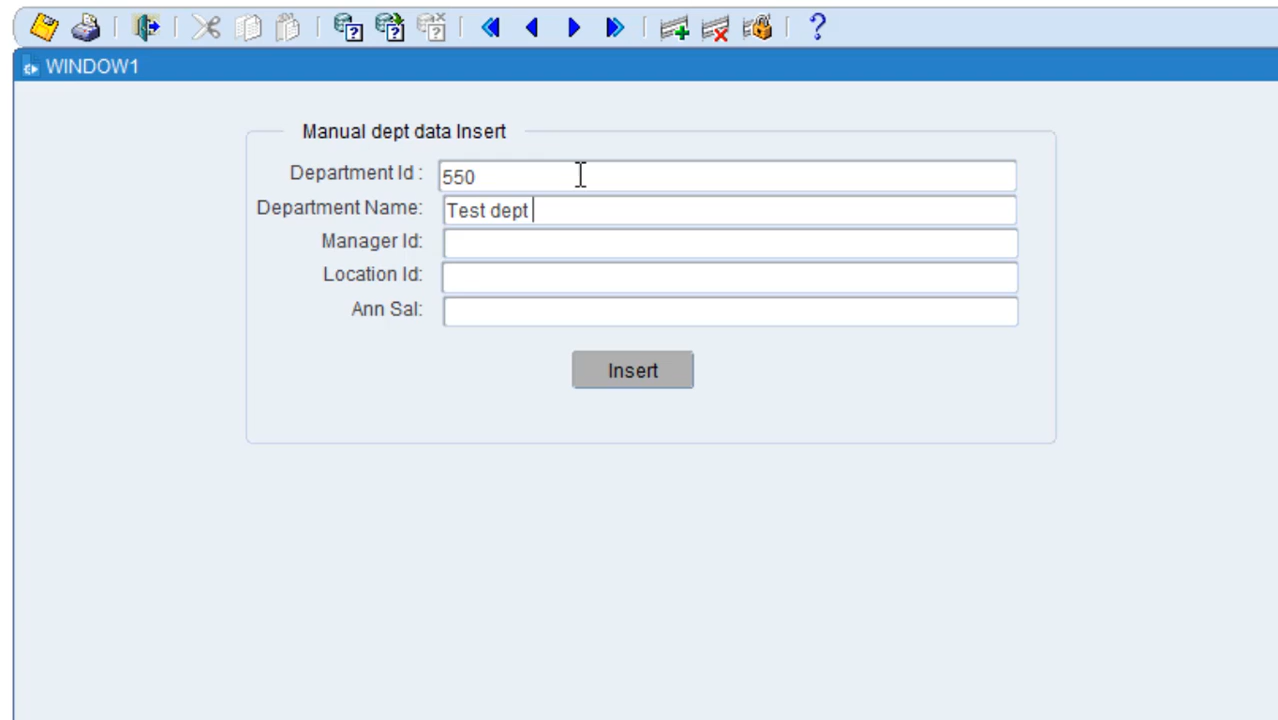 WINDOW1
Manual dept data Insert
Department Id : 550
Department Name: Test dept
Manager Id:
Location Id:
Ann Sal:
Insert